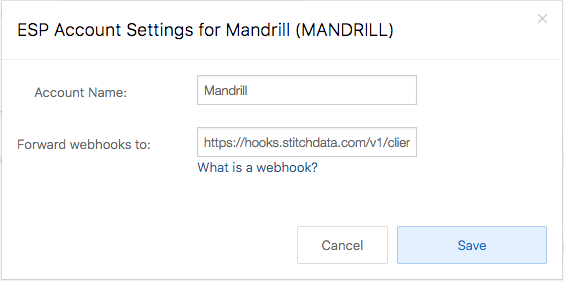 ESP Account Settings for Mandrill (MANDRILL)
×
Account Name:
Mandrill
Forward webhooks to:
https://hooks.stitchdata.com/v1/clier
What is a webhook?
Cancel
Save